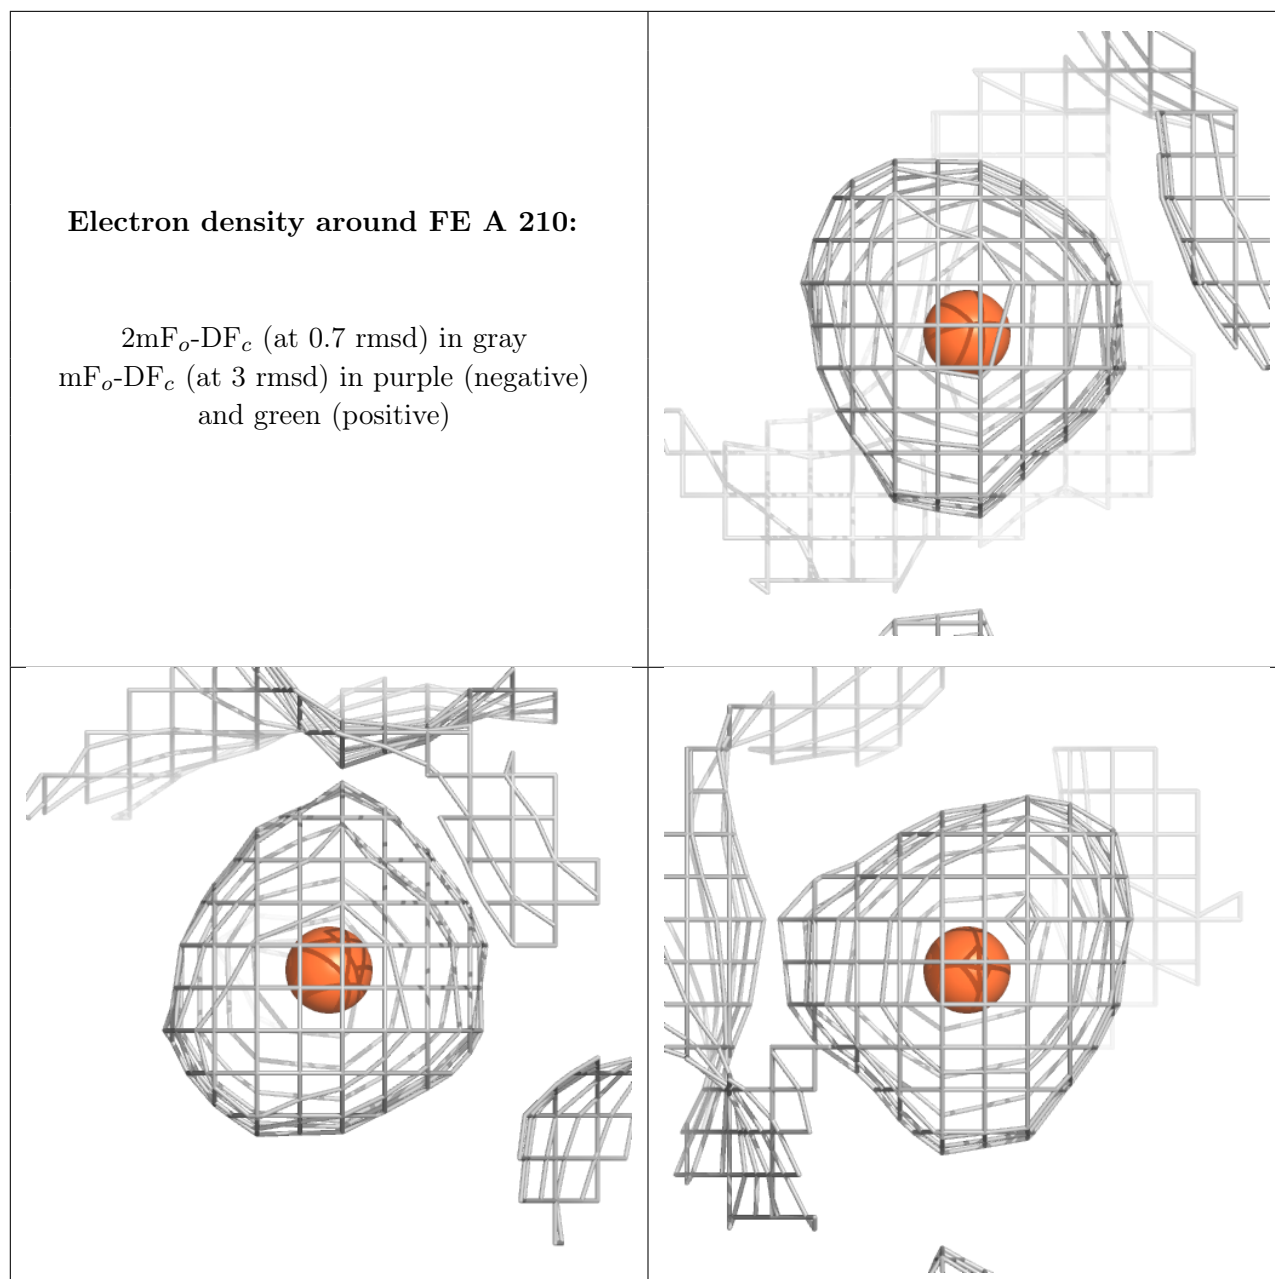 Electron density around FE A 210:
2mFo-DFc (at 0.7 rmsd) in gray
mFo-DFc (at 3 rmsd) in purple (negative)
and green (positive)